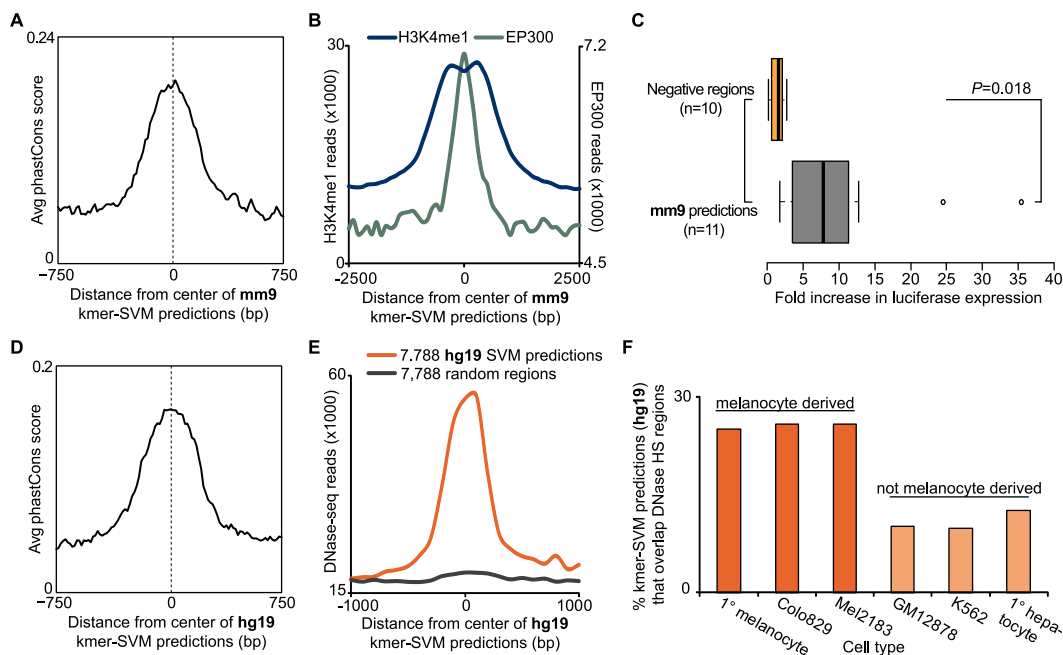 A
0.24
Avg phastCons score
0
−750
0
750
Distance from center of mm9
kmer-SVM predictions (bp)
B
H3K4me1
EP300
30
7.2
H3K4me1 reads (x1000)
EP300 reads (x1000)
0
4.5
-2500
0
2500
Distance from center of mm9
kmer-SVM predictions (bp)
C
Negative regions
(n=10)
P=0.018
mm9 predictions
(n=11)
0
5
10
15
20
25
30
35
40
Fold increase in luciferase expression
D
0.2
Avg phastCons score
0
−750
0
750
Distance from center of hg19
kmer-SVM predictions (bp)
E
7.788 hg19 SVM predictions
7,788 random regions
60
DNase-seq reads (x1000)
15
-1000
0
1000
Distance from center of hg19
kmer-SVM predictions (bp)
F
30
% kmer-SVM predictions (hg19)
that overlap DNase HS regions
0
melanocyte derived
not melanocyte derived
1° melanocyte
Colo829
Mel2183
GM12878
K562
1° hepa-
tocyte
Cell type